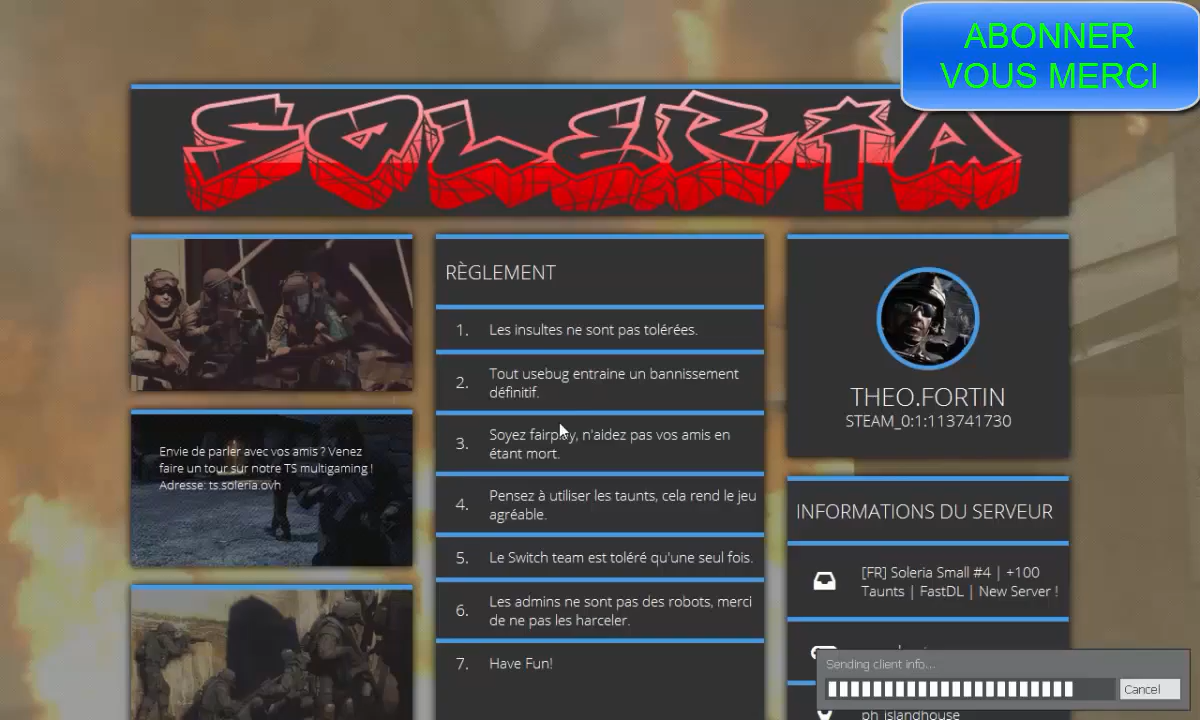 ABONNER
VOUS MERCI
SOLERIA
Envie de parler avec vos amis ? Venez
faire un tour sur notre TS multigaming !
Adresse: ts.soleria.ovh
RÈGLEMENT
1. Les insultes ne sont pas tolérées.
2. Tout usebug entraine un bannissement
définitif.
3. Soyez fairplay, n'aidez pas vos amis en
étant mort.
4. Pensez à utiliser les taunts, cela rend le jeu
agréable.
5. Le Switch team est toléré qu'une seul fois.
6. Les admins ne sont pas des robots, merci
de ne pas les harceler.
7. Have Fun!
THEO.FORTIN
STEAM_0:1:113741730
INFORMATIONS DU SERVEUR
[FR] Soleria Small #4 | +100
Taunts | FastDL | New Server !
Sending client info...
Cancel
ph_islandhouse